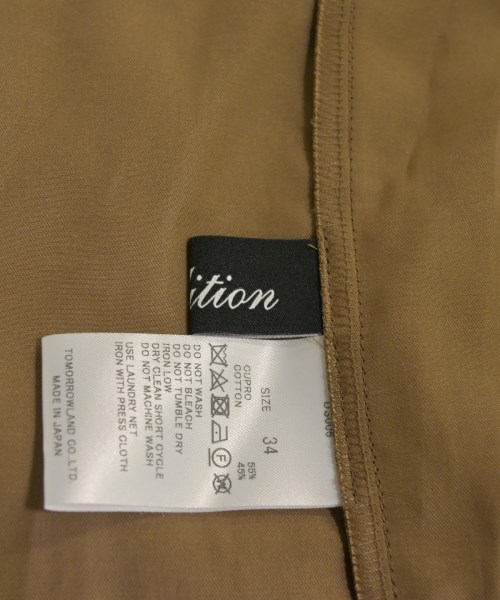 ition
SIZE 34
CUPRO 55%
COTTON 45%
DO NOT WASH
DO NOT BLEACH
DO NOT TUMBLE DRY
IRON LOW
DRY CLEAN SHORT CYCLE
DO NOT MACHINE WASH
USE LAUNDRY NET
IRON WITH PRESS CLOTH
TOMORROWLAND CO.,LTD.
MADE IN JAPAN